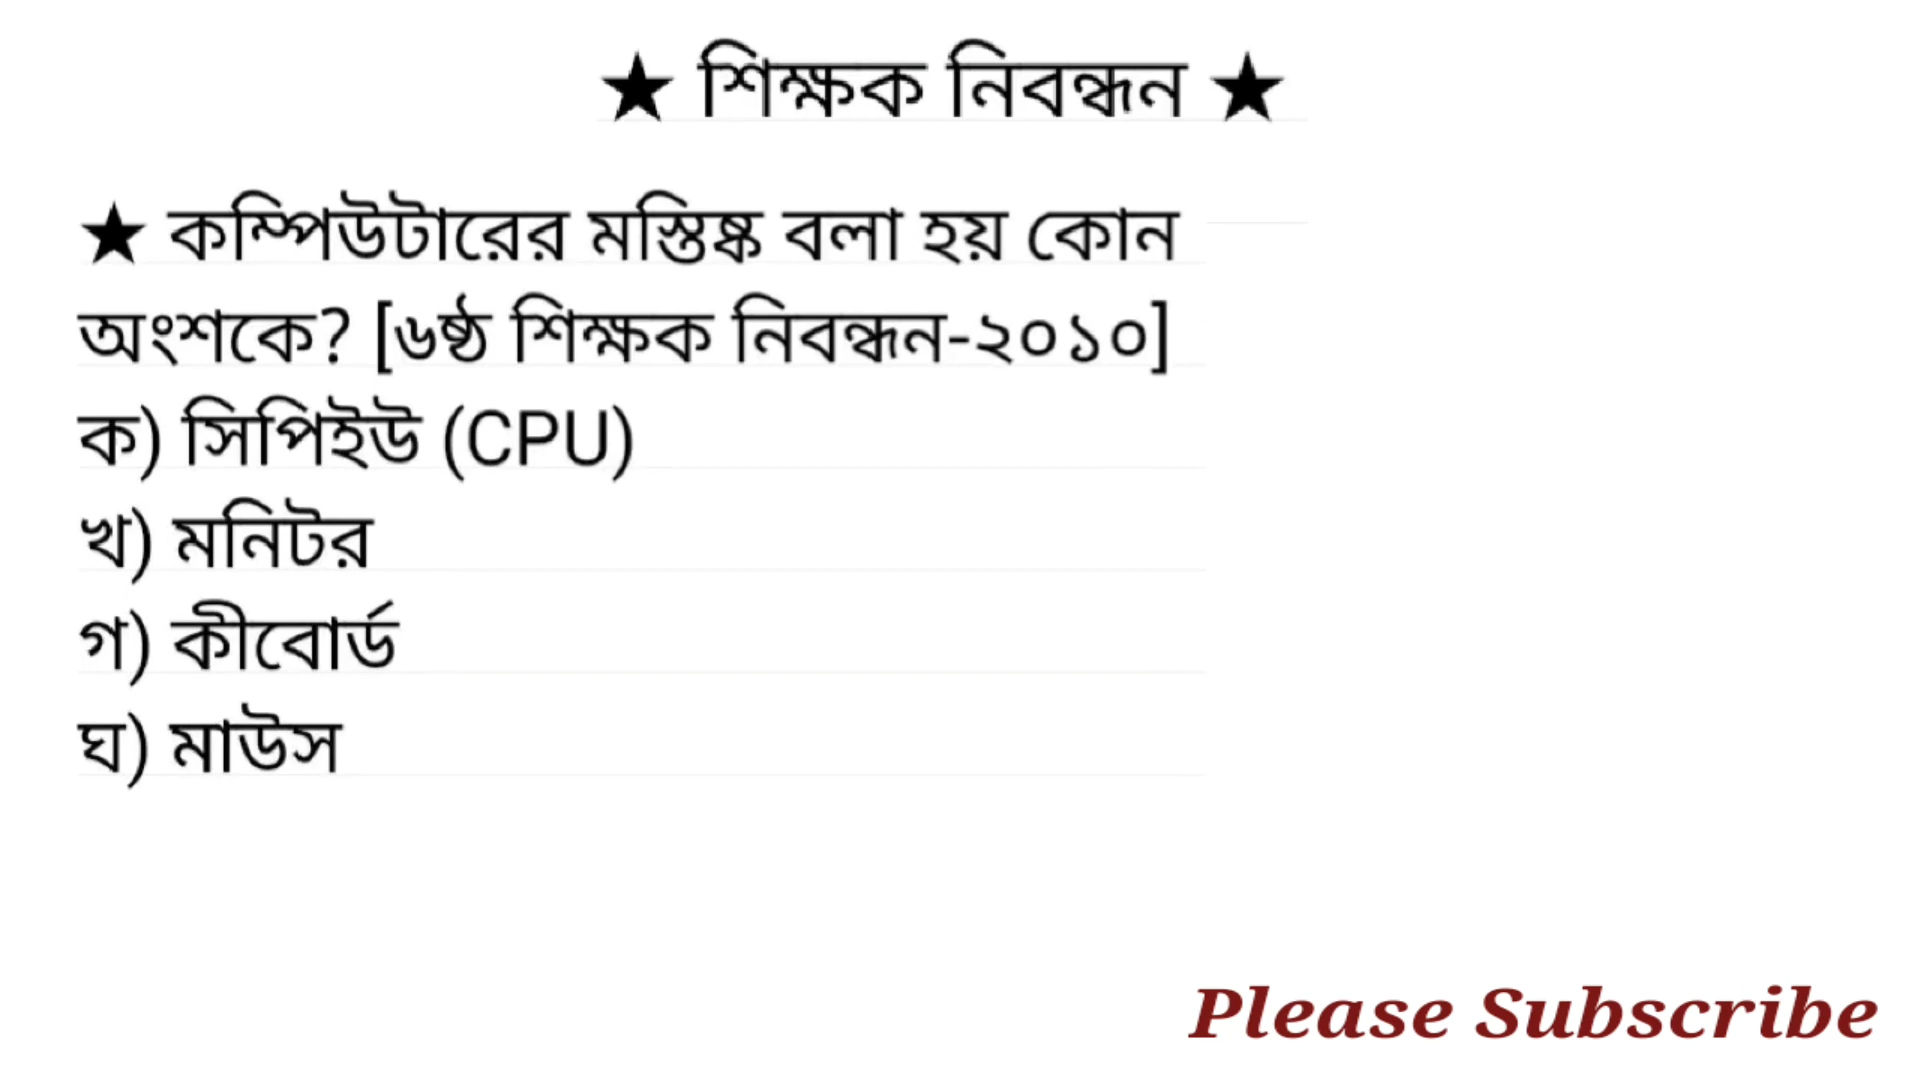 ★ শিক্ষক নিবন্ধন ★
★ কম্পিউটারের মস্তিষ্ক বলা হয় কোন
অংশকে? [৬ষ্ঠ শিক্ষক নিবন্ধন-২০১০]
ক) সিপিইউ (CPU)
খ) মনিটর
গ) কীবোর্ড
ঘ) মাউস
Please Subscribe